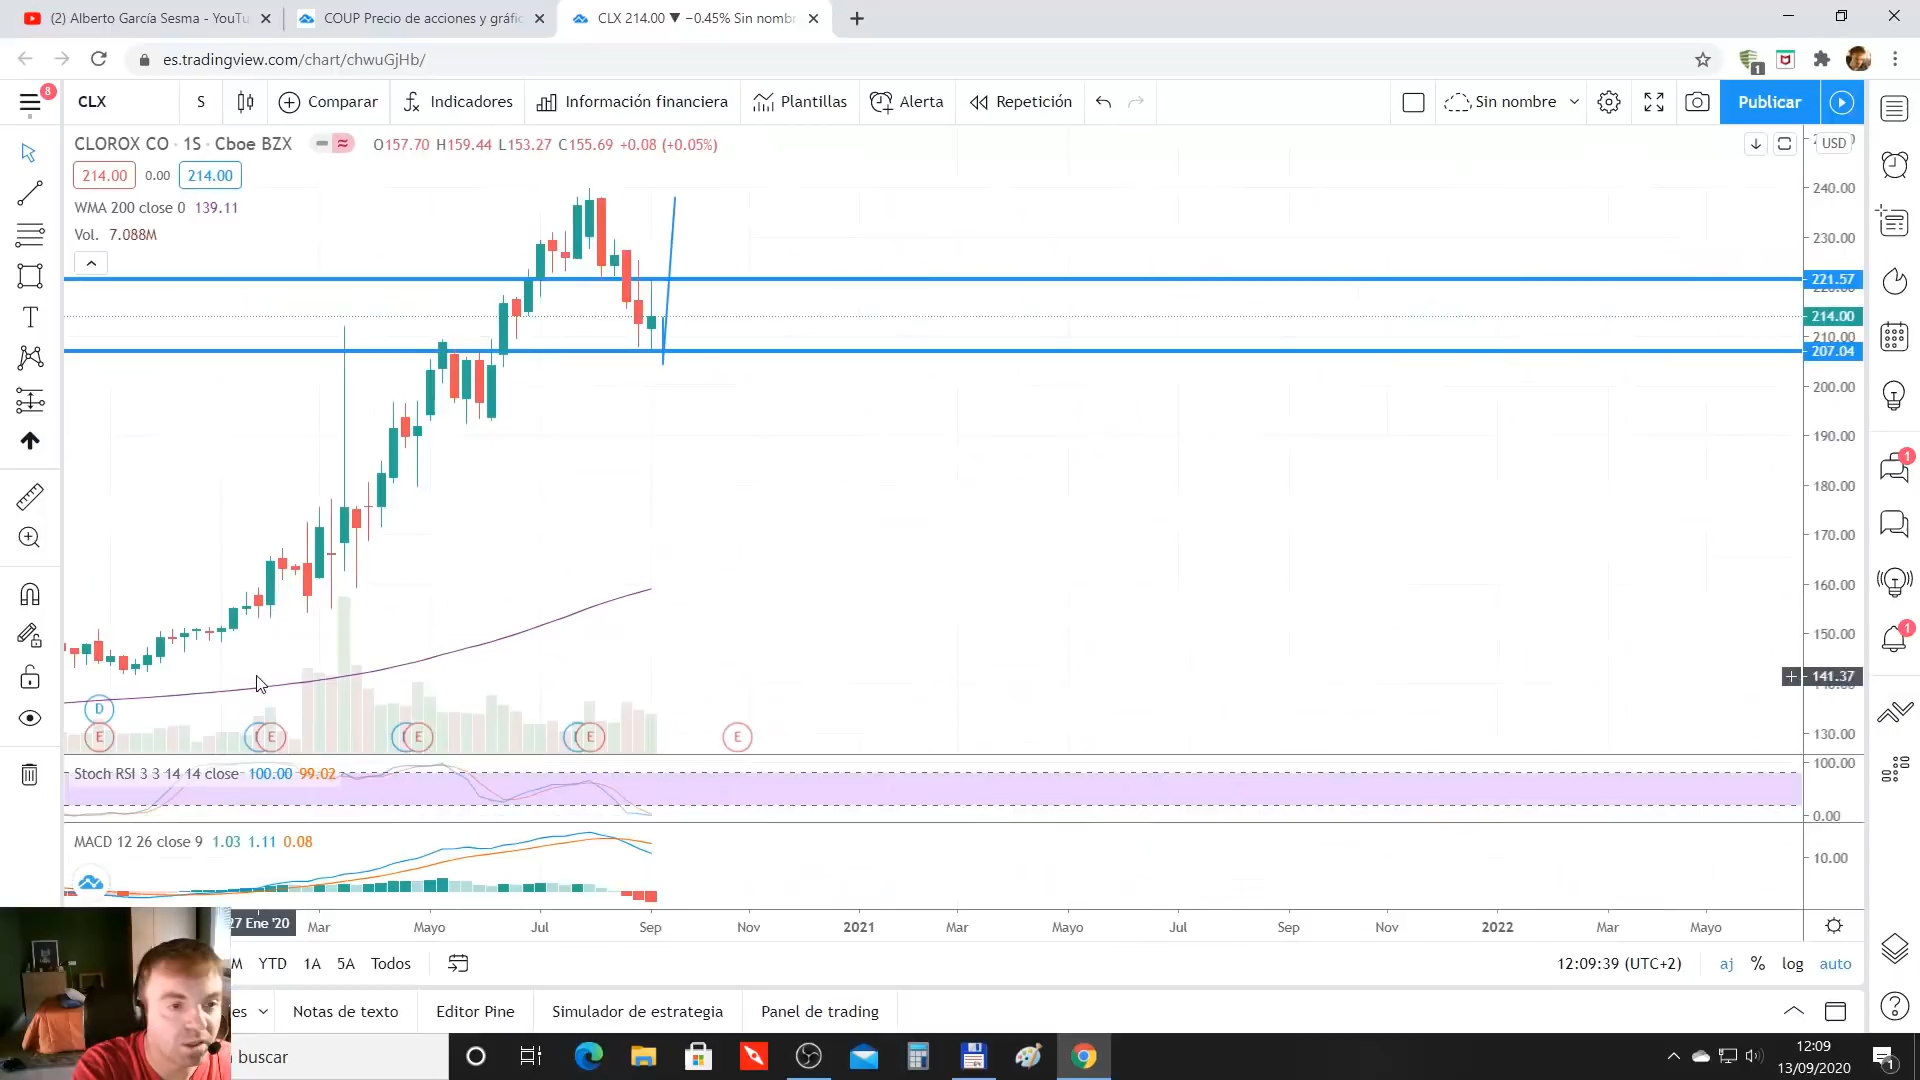 (2) Alberto García Sesma - YouTu
COUP Precio de acciones y gráfic
CLX 214.00 ▼ −0.45% Sin nombr
es.tradingview.com/chart/chwuGjHb/
1
8
CLX
S
Comparar
Indicadores
Información financiera
Plantillas
Alerta
Repetición
Sin nombre
Publicar
CLOROX CO · 1S · Cboe BZX
O157.70 H159.44 L153.27 C155.69 +0.08 (+0.05%)
USD
214.00 0.00 214.00
WMA 200 close 0 139.11
Vol. 7.088M
240.00
230.00
221.57
214.00
210.00
207.04
200.00
190.00
180.00
170.00
160.00
150.00
141.37
130.00
D
E
E
E
E
E
1
1
T
Stoch RSI 3 3 14 14 close 100.00 99.02
100.00
0.00
MACD 12 26 close 9 1.03 1.11 0.08
10.00
27 Ene '20
Mar
Mayo
Jul
Sep
Nov
2021
Mar
Mayo
Jul
Sep
Nov
2022
Mar
Mayo
M YTD 1A 5A Todos
12:09:39 (UTC+2)
aj % log auto
es
Notas de texto
Editor Pine
Simulador de estrategia
Panel de trading
buscar
12:09
13/09/2020
1